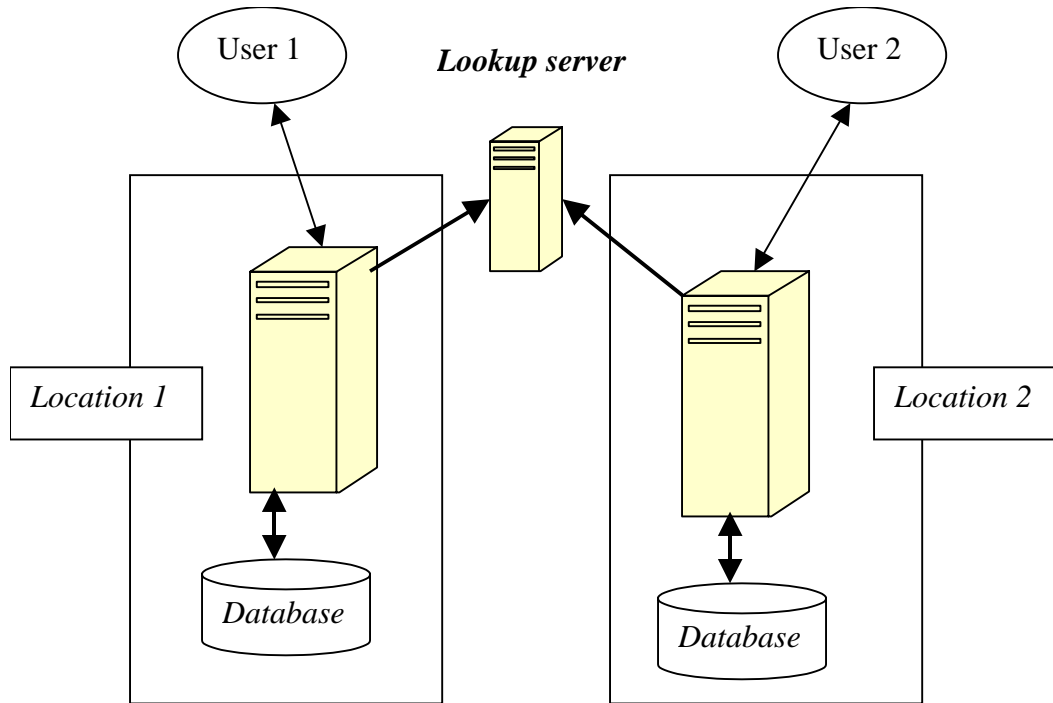 User 1
Lookup server
User 2
Location 1
Location 2
Database
Database